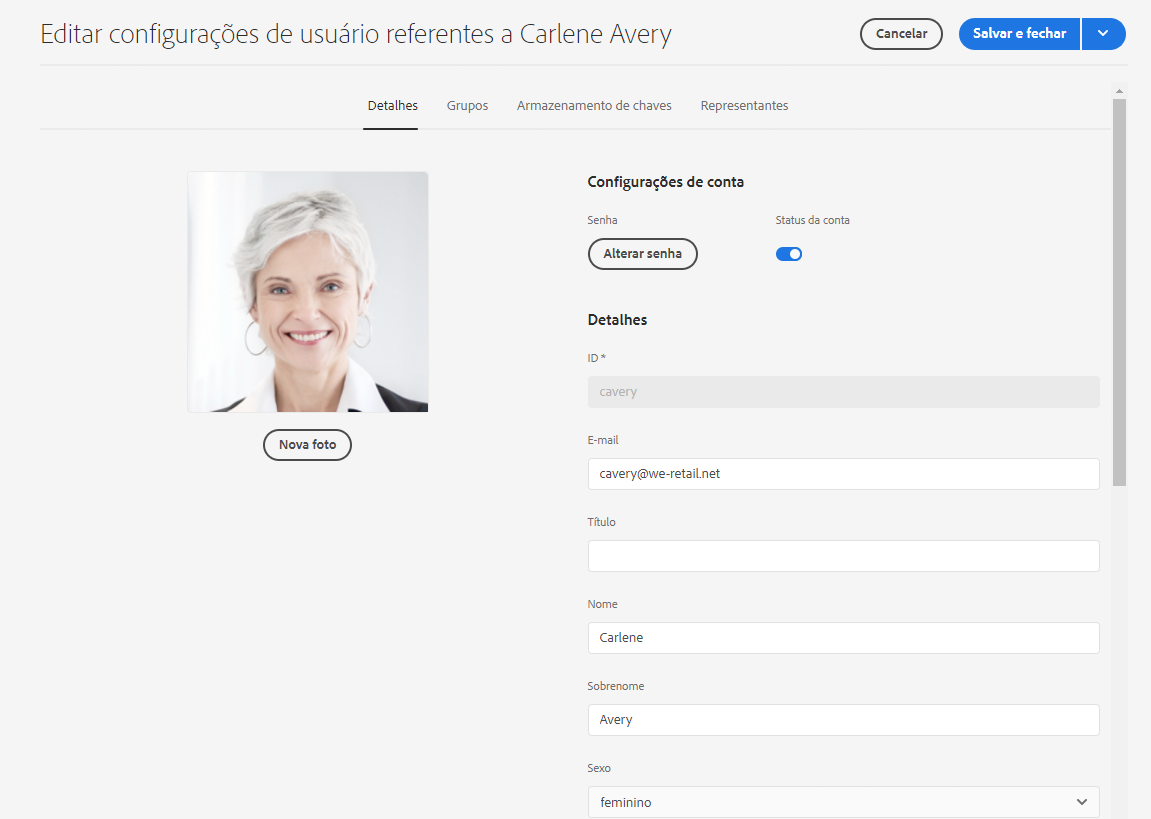 Editar configurações de usuário referentes a Carlene Avery
Cancelar
Salvar e fechar
Detalhes
Grupos
Armazenamento de chaves
Representantes
Nova foto
Configurações de conta
Senha
Status da conta
Alterar senha
Detalhes
ID *
cavery
E-mail
cavery@we-retail.net
Título
Nome
Carlene
Sobrenome
Avery
Sexo
feminino